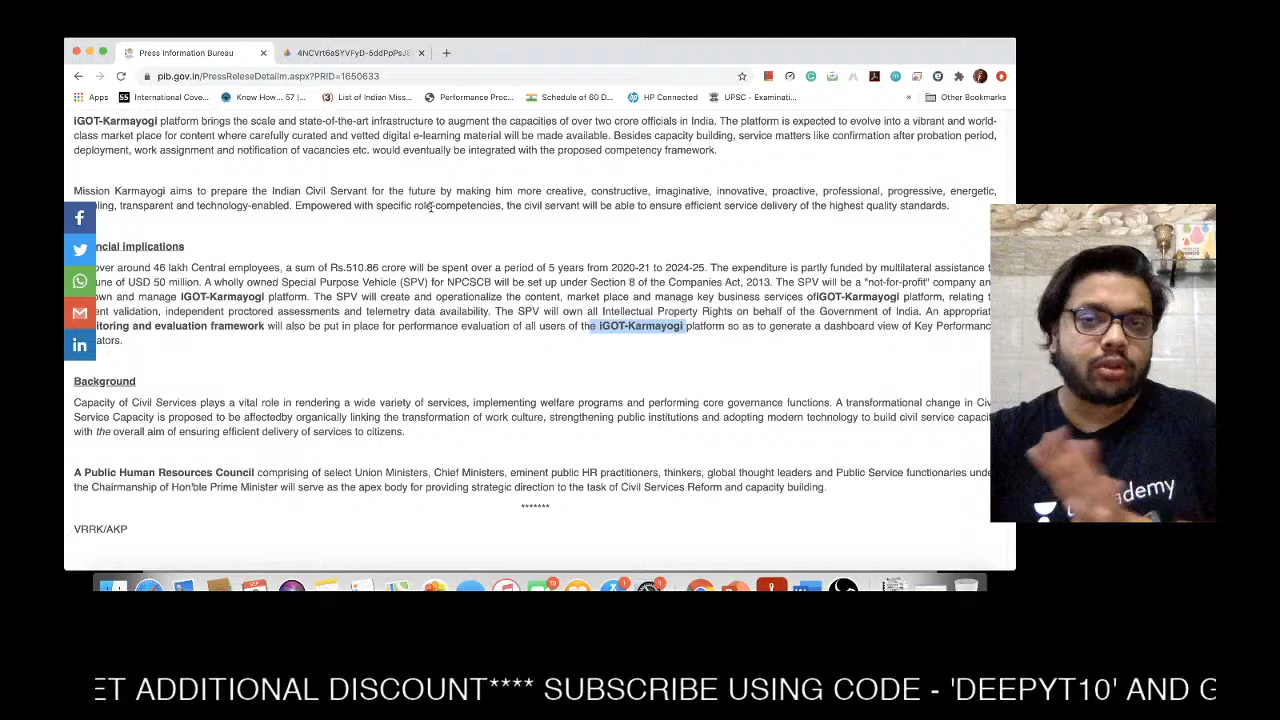 Press Information Bureau
4NCVrt6aSYVFyD-5ddPpPsJ
pib.gov.in/PressReleseDetailm.aspx?PRID=1650633
Apps International Cove... Know How... 57 |... List of Indian Miss... Performance Proc... Schedule of 60 D... HP Connected UPSC - Examinati... » Other Bookmarks
iGOT-Karmayogi platform brings the scale and state-of-the-art infrastructure to augment the capacities of over two crore officials in India. The platform is expected to evolve into a vibrant and world-
class market place for content where carefully curated and vetted digital e-learning material will be made available. Besides capacity building, service matters like confirmation after probation period,
deployment, work assignment and notification of vacancies etc. would eventually be integrated with the proposed competency framework.
Mission Karmayogi aims to prepare the Indian Civil Servant for the future by making him more creative, constructive, imaginative, innovative, proactive, professional, progressive, energetic,
ling, transparent and technology-enabled. Empowered with specific role-competencies, the civil servant will be able to ensure efficient service delivery of the highest quality standards.
ncial implications
over around 46 lakh Central employees, a sum of Rs.510.86 crore will be spent over a period of 5 years from 2020-21 to 2024-25. The expenditure is partly funded by multilateral assistance t
une of USD 50 million. A wholly owned Special Purpose Vehicle (SPV) for NPCSCB will be set up under Section 8 of the Companies Act, 2013. The SPV will be a "not-for-profit" company an
own and manage iGOT-Karmayogi platform. The SPV will create and operationalize the content, market place and manage key business services ofiGOT-Karmayogi platform, relating t
ent validation, independent proctored assessments and telemetry data availability. The SPV will own all Intellectual Property Rights on behalf of the Government of India. An appropriat
itoring and evaluation framework will also be put in place for performance evaluation of all users of the iGOT-Karmayogi platform so as to generate a dashboard view of Key Performanc
ators.
Background
Capacity of Civil Services plays a vital role in rendering a wide variety of services, implementing welfare programs and performing core governance functions. A transformational change in Civ
Service Capacity is proposed to be affectedby organically linking the transformation of work culture, strengthening public institutions and adopting modern technology to build civil service capaci
with the overall aim of ensuring efficient delivery of services to citizens.
A Public Human Resources Council comprising of select Union Ministers, Chief Ministers, eminent public HR practitioners, thinkers, global thought leaders and Public Service functionaries unde
the Chairmanship of Hon'ble Prime Minister will serve as the apex body for providing strategic direction to the task of Civil Services Reform and capacity building.
*******
VRRK/AKP
demy
ET ADDITIONAL DISCOUNT**** SUBSCRIBE USING CODE - 'DEEPYT10' AND G